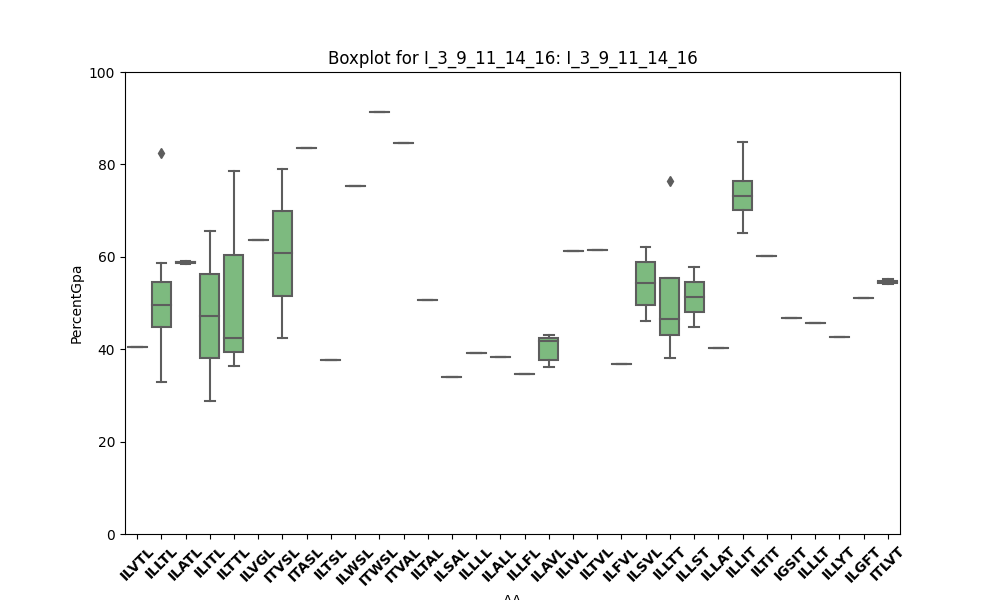 Boxplot for I_3_9_11_14_16: I_3_9_11_14_16
PercentGpa
100
80
60
40
20
0
ILVTL
ILLTL
ILATL
ILITL
ILTTL
ILVGL
ITVSL
ITASL
ILTSL
ILWSL
ITWSL
ITVAL
ILTAL
ILSAL
ILLLL
ILALL
ILLFL
ILAVL
ILIVL
ILTVL
ILFVL
ILSVL
ILLTT
ILLST
ILLAT
ILLIT
ILTIT
IGSIT
ILLLT
ILLYT
ILGFT
ITLVT
AA